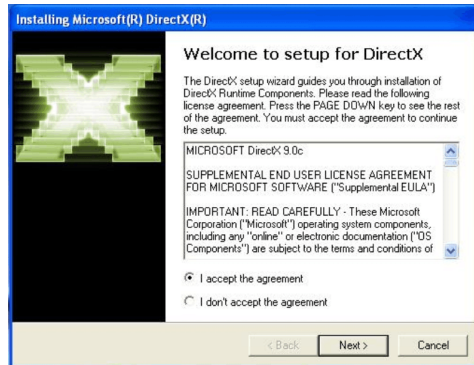 Installing Microsoft(R) DirectX(R)
Welcome to setup for DirectX
The DirectX setup wizard guides you through installation of
DirectX Runtime Components. Please read the following
license agreement. Press the PAGE DOWN key to see the rest
of the agreement. You must accept the agreement to continue
the setup.
MICROSOFT DirectX 9.0c
SUPPLEMENTAL END USER LICENSE AGREEMENT
FOR MICROSOFT SOFTWARE ("Supplemental EULA")
IMPORTANT: READ CAREFULLY - These Microsoft
Corporation ("Microsoft") operating system components,
including any "online" or electronic documentation ("OS
Components") are subject to the terms and conditions of
I accept the agreement
I don't accept the agreement
< Back
Next >
Cancel